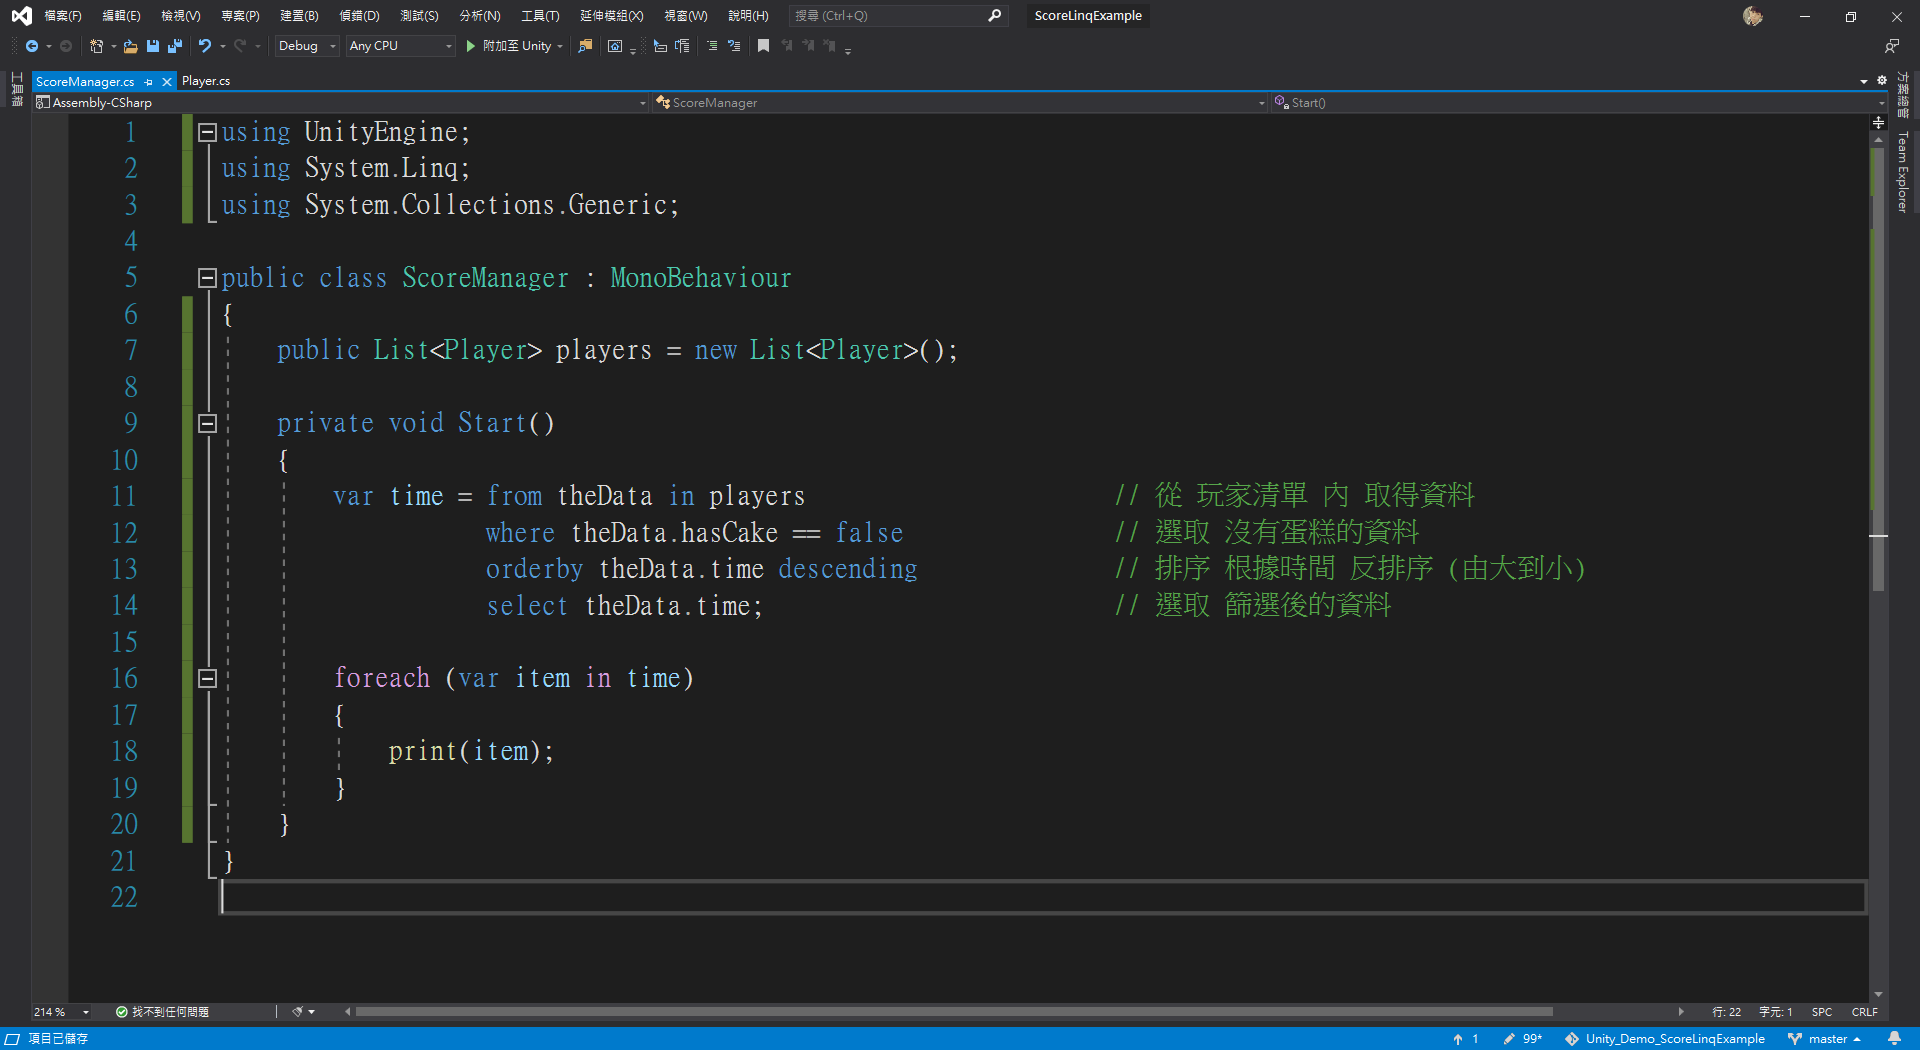 檔案(F) 編輯(E) 檢視(V) 專案(P) 建置(B) 偵錯(D) 測試(S) 分析(N) 工具(T) 延伸模組(X) 視窗(W) 說明(H) 搜尋 (Ctrl+Q) ScoreLinqExample
Debug Any CPU 附加至 Unity
工具箱
ScoreManager.cs Player.cs
Assembly-CSharp ScoreManager Start()
方案總管
Team Explorer
1 using UnityEngine;
2 using System.Linq;
3 using System.Collections.Generic;
4
5 public class ScoreManager : MonoBehaviour
6 {
7 public List<Player> players = new List<Player>();
8
9 private void Start()
10 {
11 var time = from theData in players // 從 玩家清單 內 取得資料
12 where theData.hasCake == false // 選取 沒有蛋糕的資料
13 orderby theData.time descending // 排序 根據時間 反排序 (由大到小)
14 select theData.time; // 選取 篩選後的資料
15
16 foreach (var item in time)
17 {
18 print(item);
19 }
20 }
21 }
22
214 % 找不到任何問題 行: 22 字元: 1 SPC CRLF
項目已儲存 1 99* Unity_Demo_ScoreLinqExample master